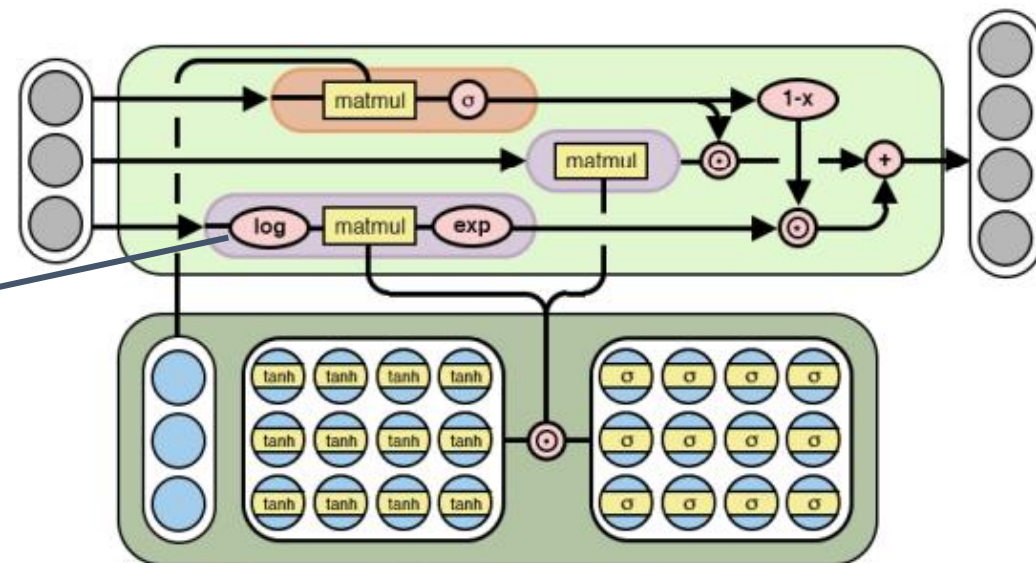 matmul σ 1-x
matmul ⊙ +
log matmul exp ⊙
tanh tanh tanh tanh σ σ σ σ
tanh tanh tanh tanh ⊙ σ σ σ σ
tanh tanh tanh tanh σ σ σ σ